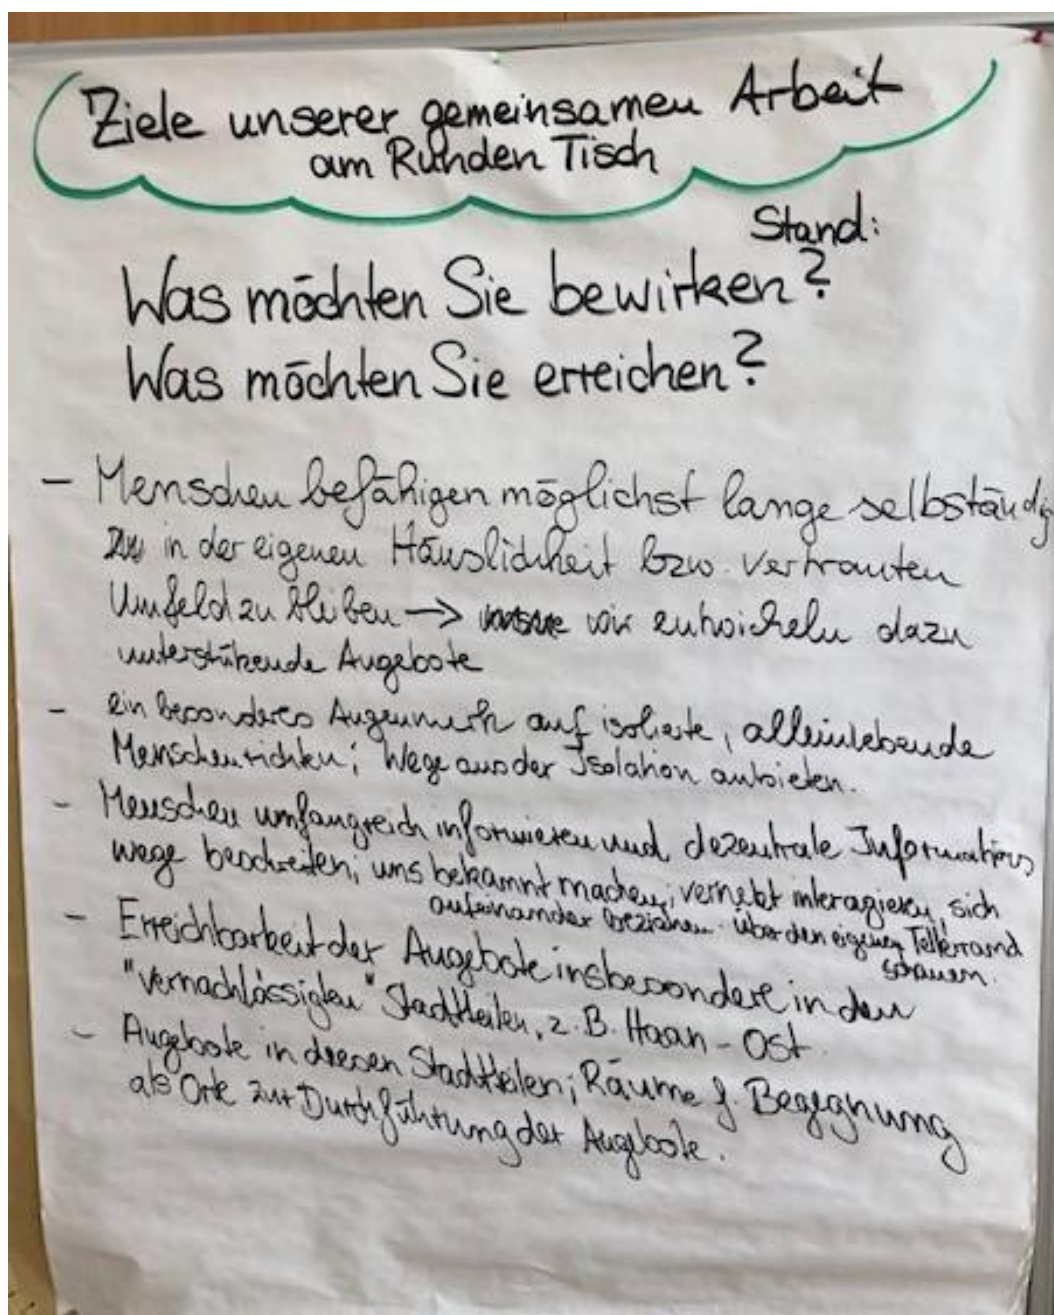 Ziele unserer gemeinsamen Arbeit
am Runden Tisch
Stand:
Was möchten Sie bewirken?
Was möchten Sie erreichen?
- Menschen befähigen möglichst lange selbständig
in der eigenen Häuslichkeit bzw. vertrauten
Umfeld zu bleiben → wir entwickeln dazu
unterstützende Angebote
- ein besonderes Augenmerk auf isolierte, alleinlebende
Menschen richten; Wege aus der Isolation anbieten.
- Menschen umfangreich informieren und dezentrale Informations
wege beschreiten; uns bekannt machen; vernetzt interagieren, sich
aufeinander beziehen. über den eigenen Tellerrand
schauen.
- Erreichbarkeit der Angebote insbesondere in den
"vernachlässigten" Stadtteilen, z.B. Haan-Ost
- Angebote in diesen Stadtteilen; Räume f. Begegnung
als Orte zur Durchführung der Angebote.